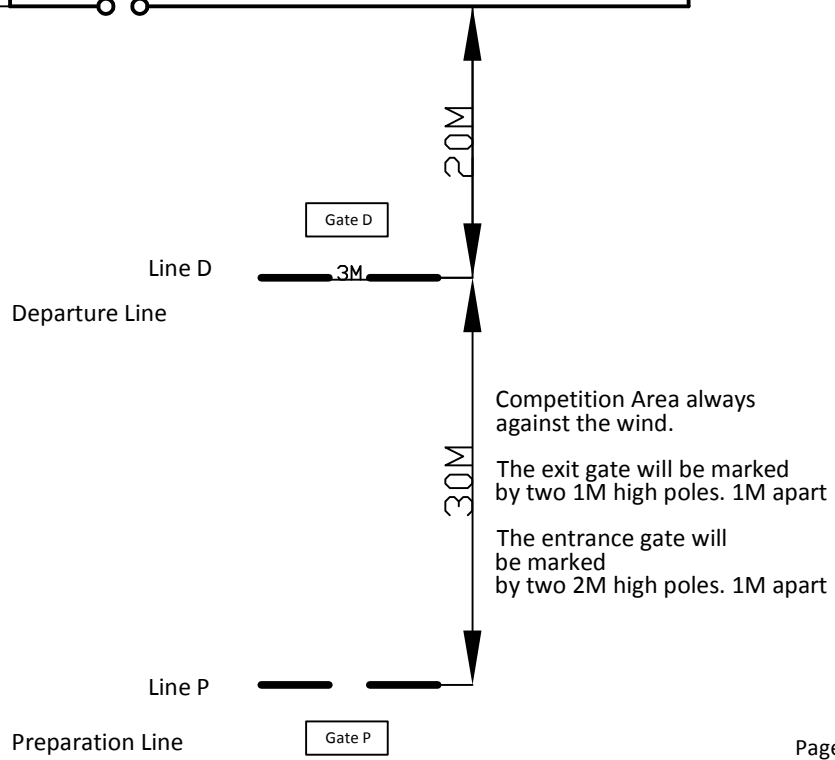 20M
Gate D
Line D
3M
Departure Line
Competition Area always
against the wind.
The exit gate will be marked
by two 1M high poles. 1M apart
30M
The entrance gate will
be marked
by two 2M high poles. 1M apart
Line P
Preparation Line
Gate P
Page